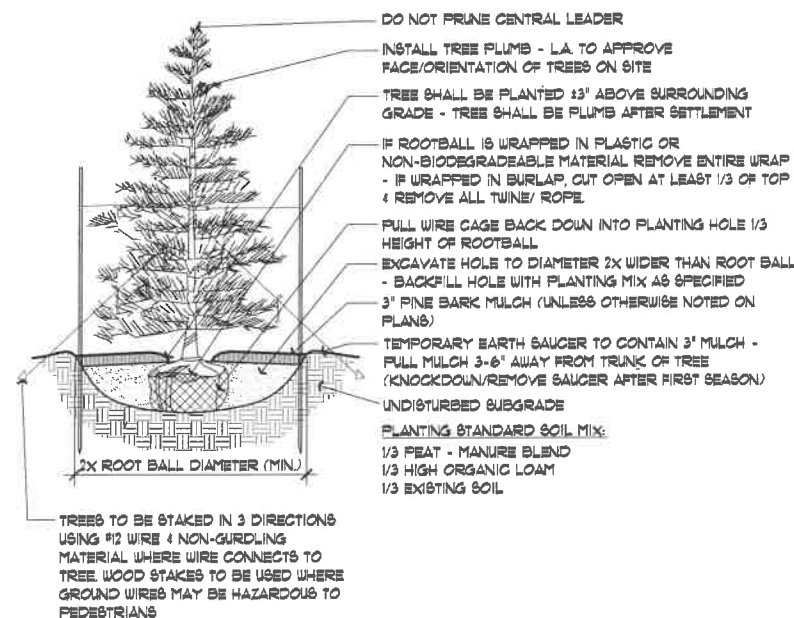 DO NOT PRUNE CENTRAL LEADER
INSTALL TREE PLUMB - L.A. TO APPROVE
FACE/ORIENTATION OF TREES ON SITE
TREE SHALL BE PLANTED ±3" ABOVE SURROUNDING
GRADE - TREE SHALL BE PLUMB AFTER SETTLEMENT
IF ROOTBALL IS WRAPPED IN PLASTIC OR
NON-BIODEGRADEABLE MATERIAL REMOVE ENTIRE WRAP
- IF WRAPPED IN BURLAP, CUT OPEN AT LEAST 1/3 OF TOP
& REMOVE ALL TWINE/ ROPE.
PULL WIRE CAGE BACK DOWN INTO PLANTING HOLE 1/3
HEIGHT OF ROOTBALL
EXCAVATE HOLE TO DIAMETER 2X WIDER THAN ROOT BALL
- BACKFILL HOLE WITH PLANTING MIX AS SPECIFIED
3" PINE BARK MULCH (UNLESS OTHERWISE NOTED ON
PLANS)
TEMPORARY EARTH SAUCER TO CONTAIN 3" MULCH -
PULL MULCH 3-6" AWAY FROM TRUNK OF TREE
(KNOCKDOWN/REMOVE SAUCER AFTER FIRST SEASON)
UNDISTURBED SUBGRADE
PLANTING STANDARD SOIL MIX:
1/3 PEAT - MANURE BLEND
1/3 HIGH ORGANIC LOAM
1/3 EXISTING SOIL
2X ROOT BALL DIAMETER (MIN.)
TREES TO BE STAKED IN 3 DIRECTIONS
USING #12 WIRE & NON-GURDLING
MATERIAL WHERE WIRE CONNECTS TO
TREE. WOOD STAKES TO BE USED WHERE
GROUND WIRES MAY BE HAZARDOUS TO
PEDESTRIANS